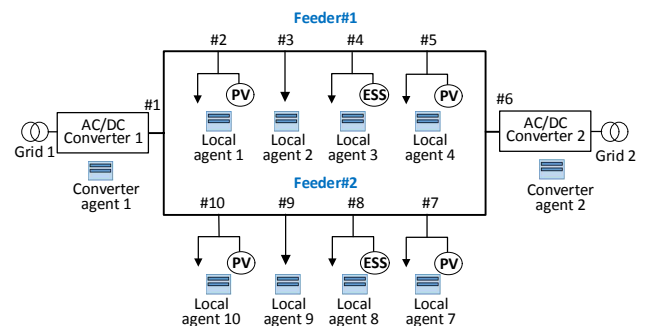 Feeder#1
#2
#3
#4
#5
PV
ESS
PV
#1
#6
AC/DC
Converter 1
AC/DC
Converter 2
Grid 1
Grid 2
Local
agent 1
Local
agent 2
Local
agent 3
Local
agent 4
Converter
agent 1
Converter
agent 2
Feeder#2
#10
#9
#8
#7
PV
ESS
PV
Local
agent 10
Local
agent 9
Local
agent 8
Local
agent 7